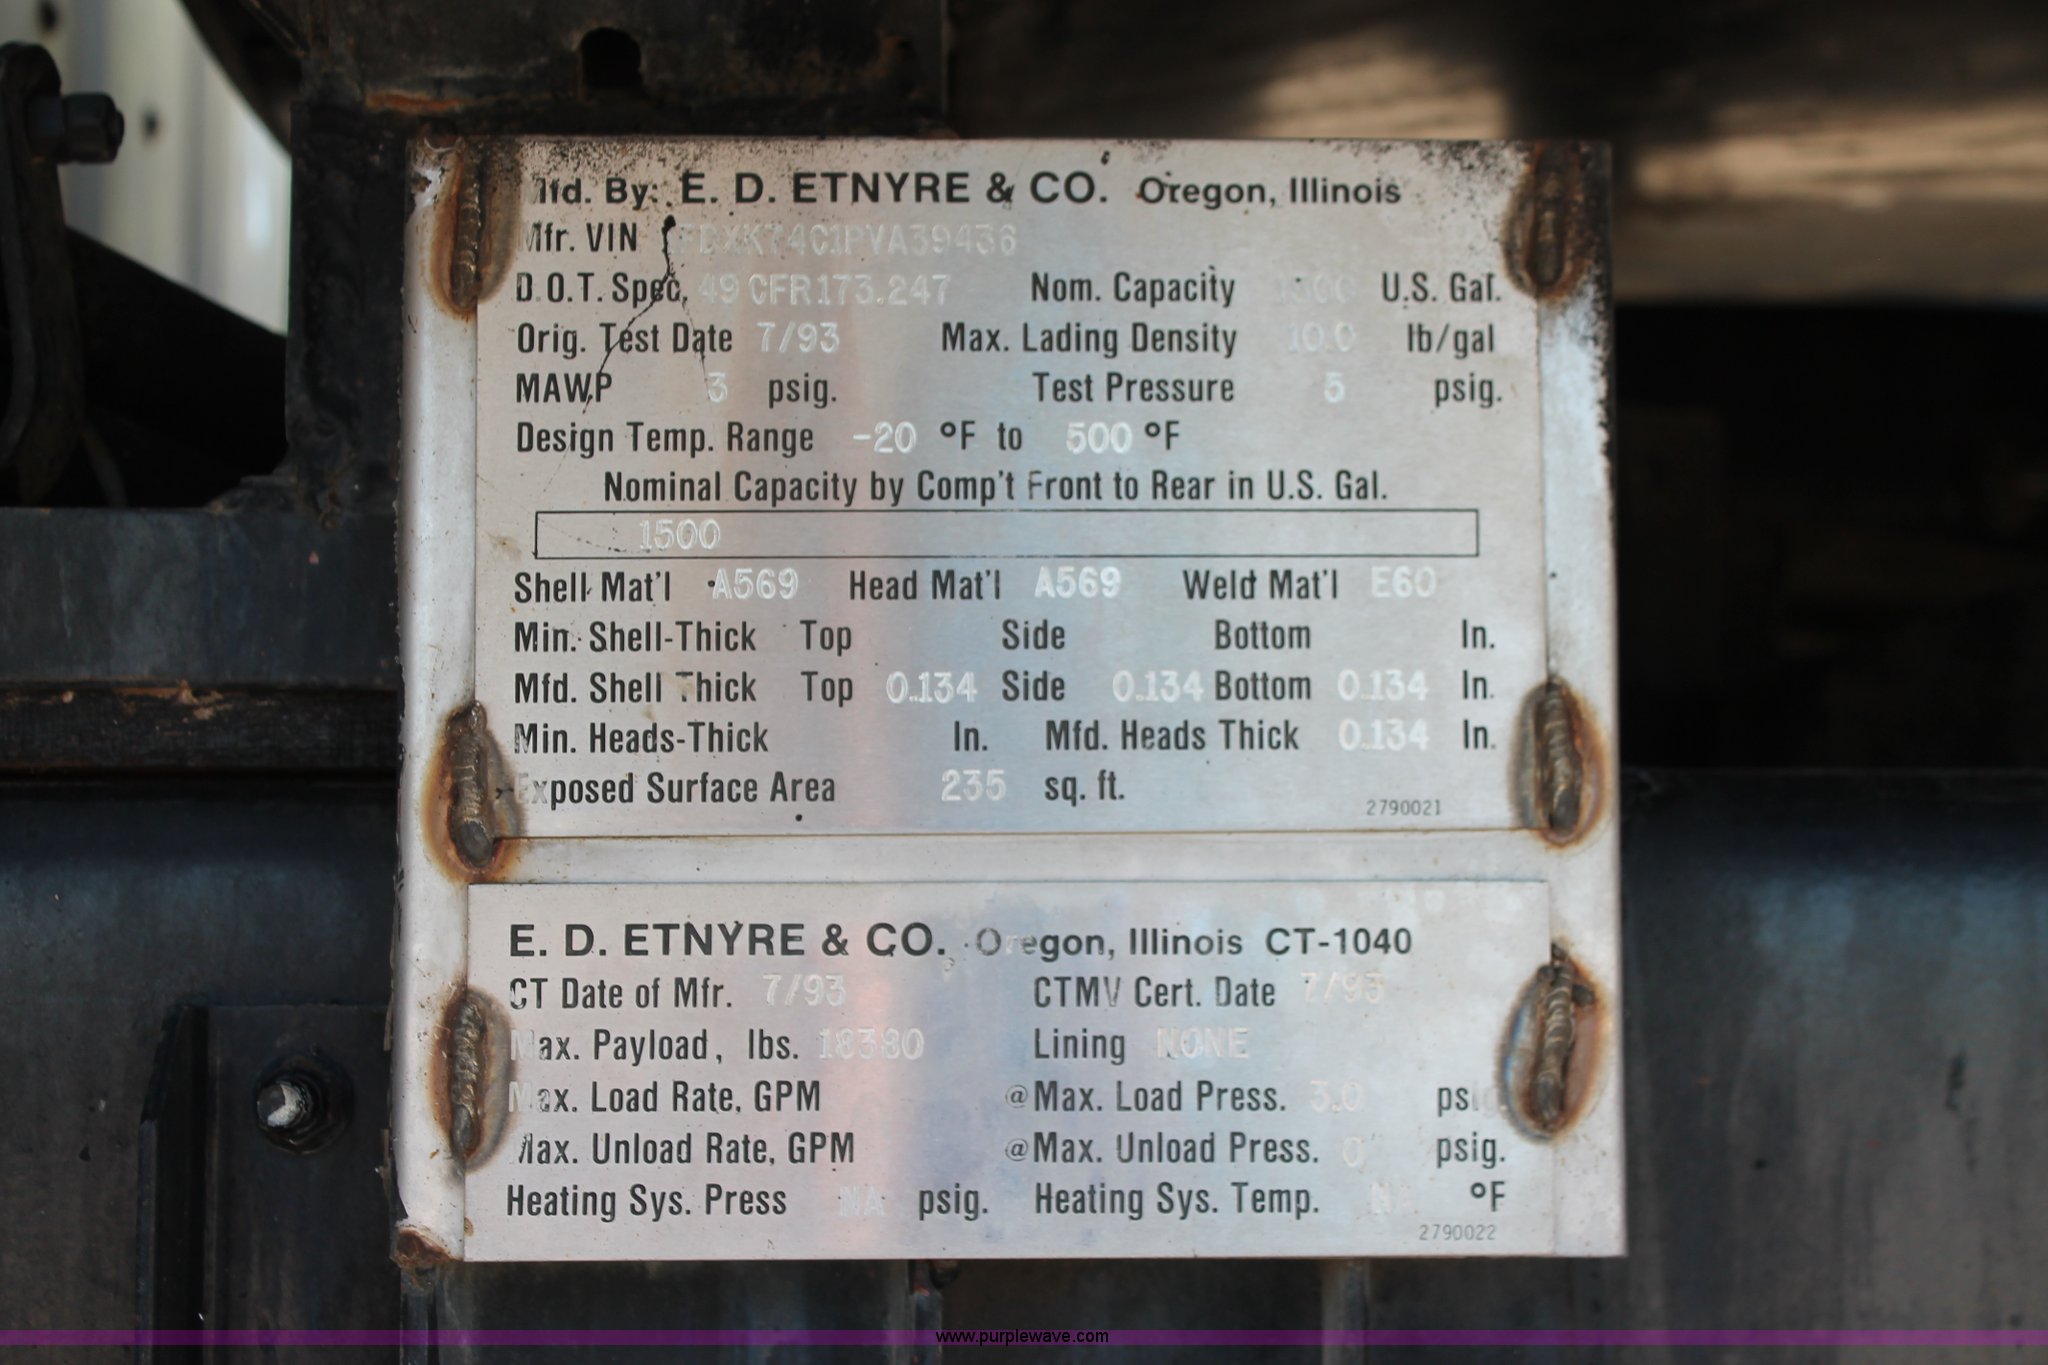 Mfd. By: E. D. ETNYRE & CO. Oregon, Illinois
Mfr. VIN
D.O.T. Spec. 49 CFR173.247 Nom. Capacity 1500 U.S. Gal.
Orig. Test Date 7/93 Max. Lading Density 10.0 lb/gal
MAWP 3 psig. Test Pressure 5 psig.
Design Temp. Range -20 °F to 500 °F
Nominal Capacity by Comp't Front to Rear in U.S. Gal.
1500
Shell Mat'l A569 Head Mat'l A569 Weld Mat'l E60
Min. Shell-Thick Top Side Bottom In.
Mfd. Shell Thick Top 0.134 Side 0.134 Bottom 0.134 In.
Min. Heads-Thick In. Mfd. Heads Thick 0.134 In.
Exposed Surface Area 235 sq. ft.
2790021
E. D. ETNYRE & CO. Oregon, Illinois CT-1040
CT Date of Mfr. 7/93 CTMV Cert. Date 7/93
Max. Payload, lbs. 18380 Lining NONE
Max. Load Rate, GPM @Max. Load Press. 3.0 psig.
Max. Unload Rate, GPM @Max. Unload Press. 0 psig.
Heating Sys. Press NA psig. Heating Sys. Temp. NA °F
2790022
www.purplewave.com